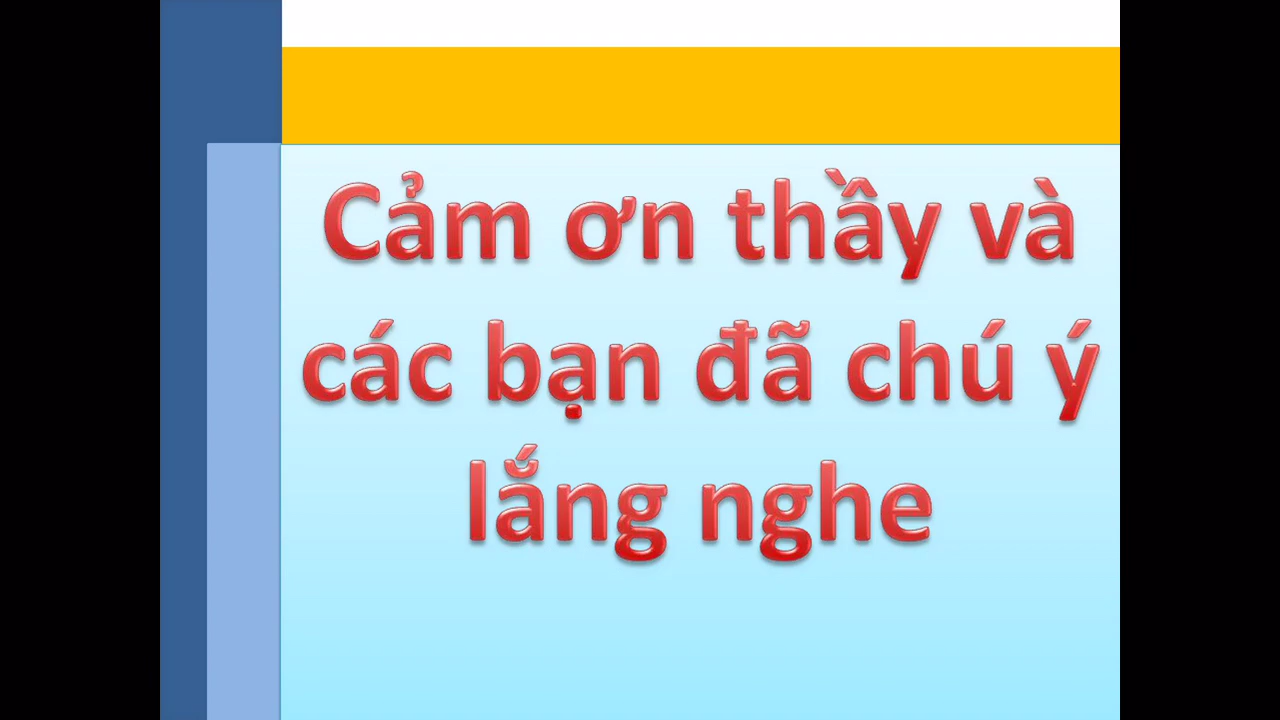 Cảm ơn thầy và
các bạn đã chú ý
lắng nghe